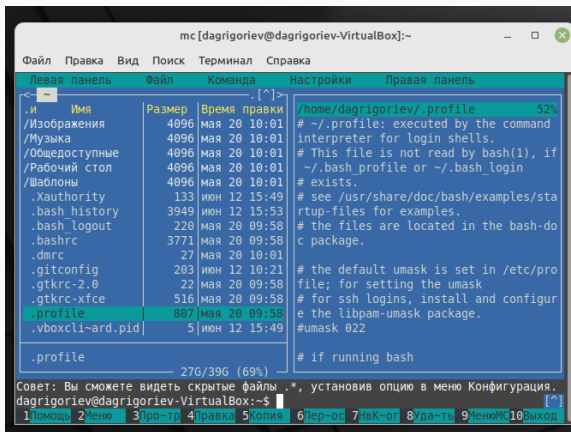 mc [dagrigoriev@dagrigoriev-VirtualBox]:~
Файл Правка Вид Поиск Терминал Справка
Левая панель Файл Команда Настройки Правая панель
<— ~ .[^]>
.и Имя Размер Время правки
/Изображения 4096 мая 20 10:01
/Музыка 4096 мая 20 10:01
/Общедоступные 4096 мая 20 10:01
/Рабочий стол 4096 мая 20 10:01
/Шаблоны 4096 мая 20 10:01
.Xauthority 133 июн 12 15:49
.bash_history 3949 июн 12 15:53
.bash_logout 220 мая 20 09:58
.bashrc 3771 мая 20 09:58
.dmrc 27 мая 20 10:01
.gitconfig 203 июн 12 10:21
.gtkrc-2.0 22 мая 20 09:58
.gtkrc-xfce 516 мая 20 09:58
.profile 807 мая 20 09:58
.vboxcli~ard.pid 5 июн 12 15:49
.profile
27G/39G (69%)
/home/dagrigoriev/.profile 52%
# ~/.profile: executed by the command
interpreter for login shells.
# This file is not read by bash(1), if
~/.bash_profile or ~/.bash_login
# exists.
# see /usr/share/doc/bash/examples/sta
rtup-files for examples.
# the files are located in the bash-do
c package.
# the default umask is set in /etc/pro
file; for setting the umask
# for ssh logins, install and configur
e the libpam-umask package.
#umask 022
# if running bash
Совет: Вы сможете видеть скрытые файлы .*, установив опцию в меню Конфигурация.
dagrigoriev@dagrigoriev-VirtualBox:~$ [^]
1Помощь 2Меню 3Про~тр 4Правка 5Копия 6Пер~ос 7НвК~ог 8Уда~ть 9МенюMC 10Выход